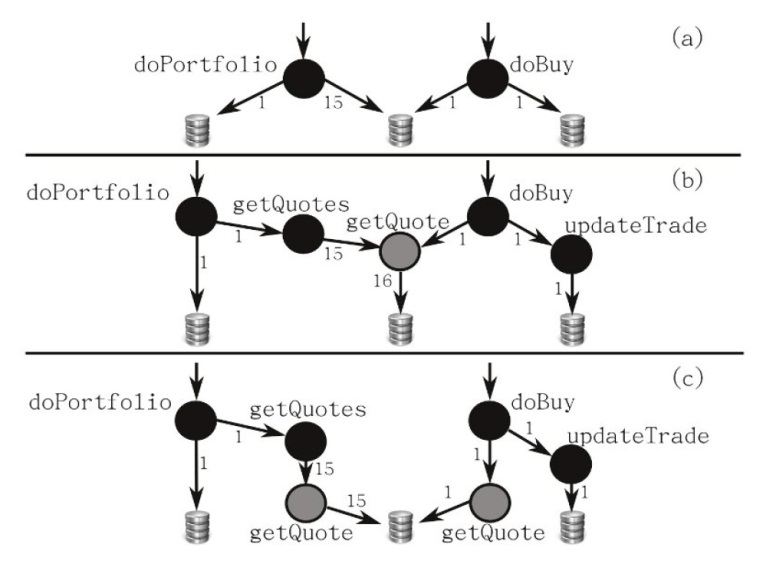 (a)
doPortfolio
doBuy
1
15
1
1
(b)
doPortfolio
getQuotes
getQuote
doBuy
updateTrade
1
15
1
1
1
16
1
(c)
doPortfolio
getQuotes
doBuy
updateTrade
1
1
1
1
15
15
1
1
getQuote
getQuote